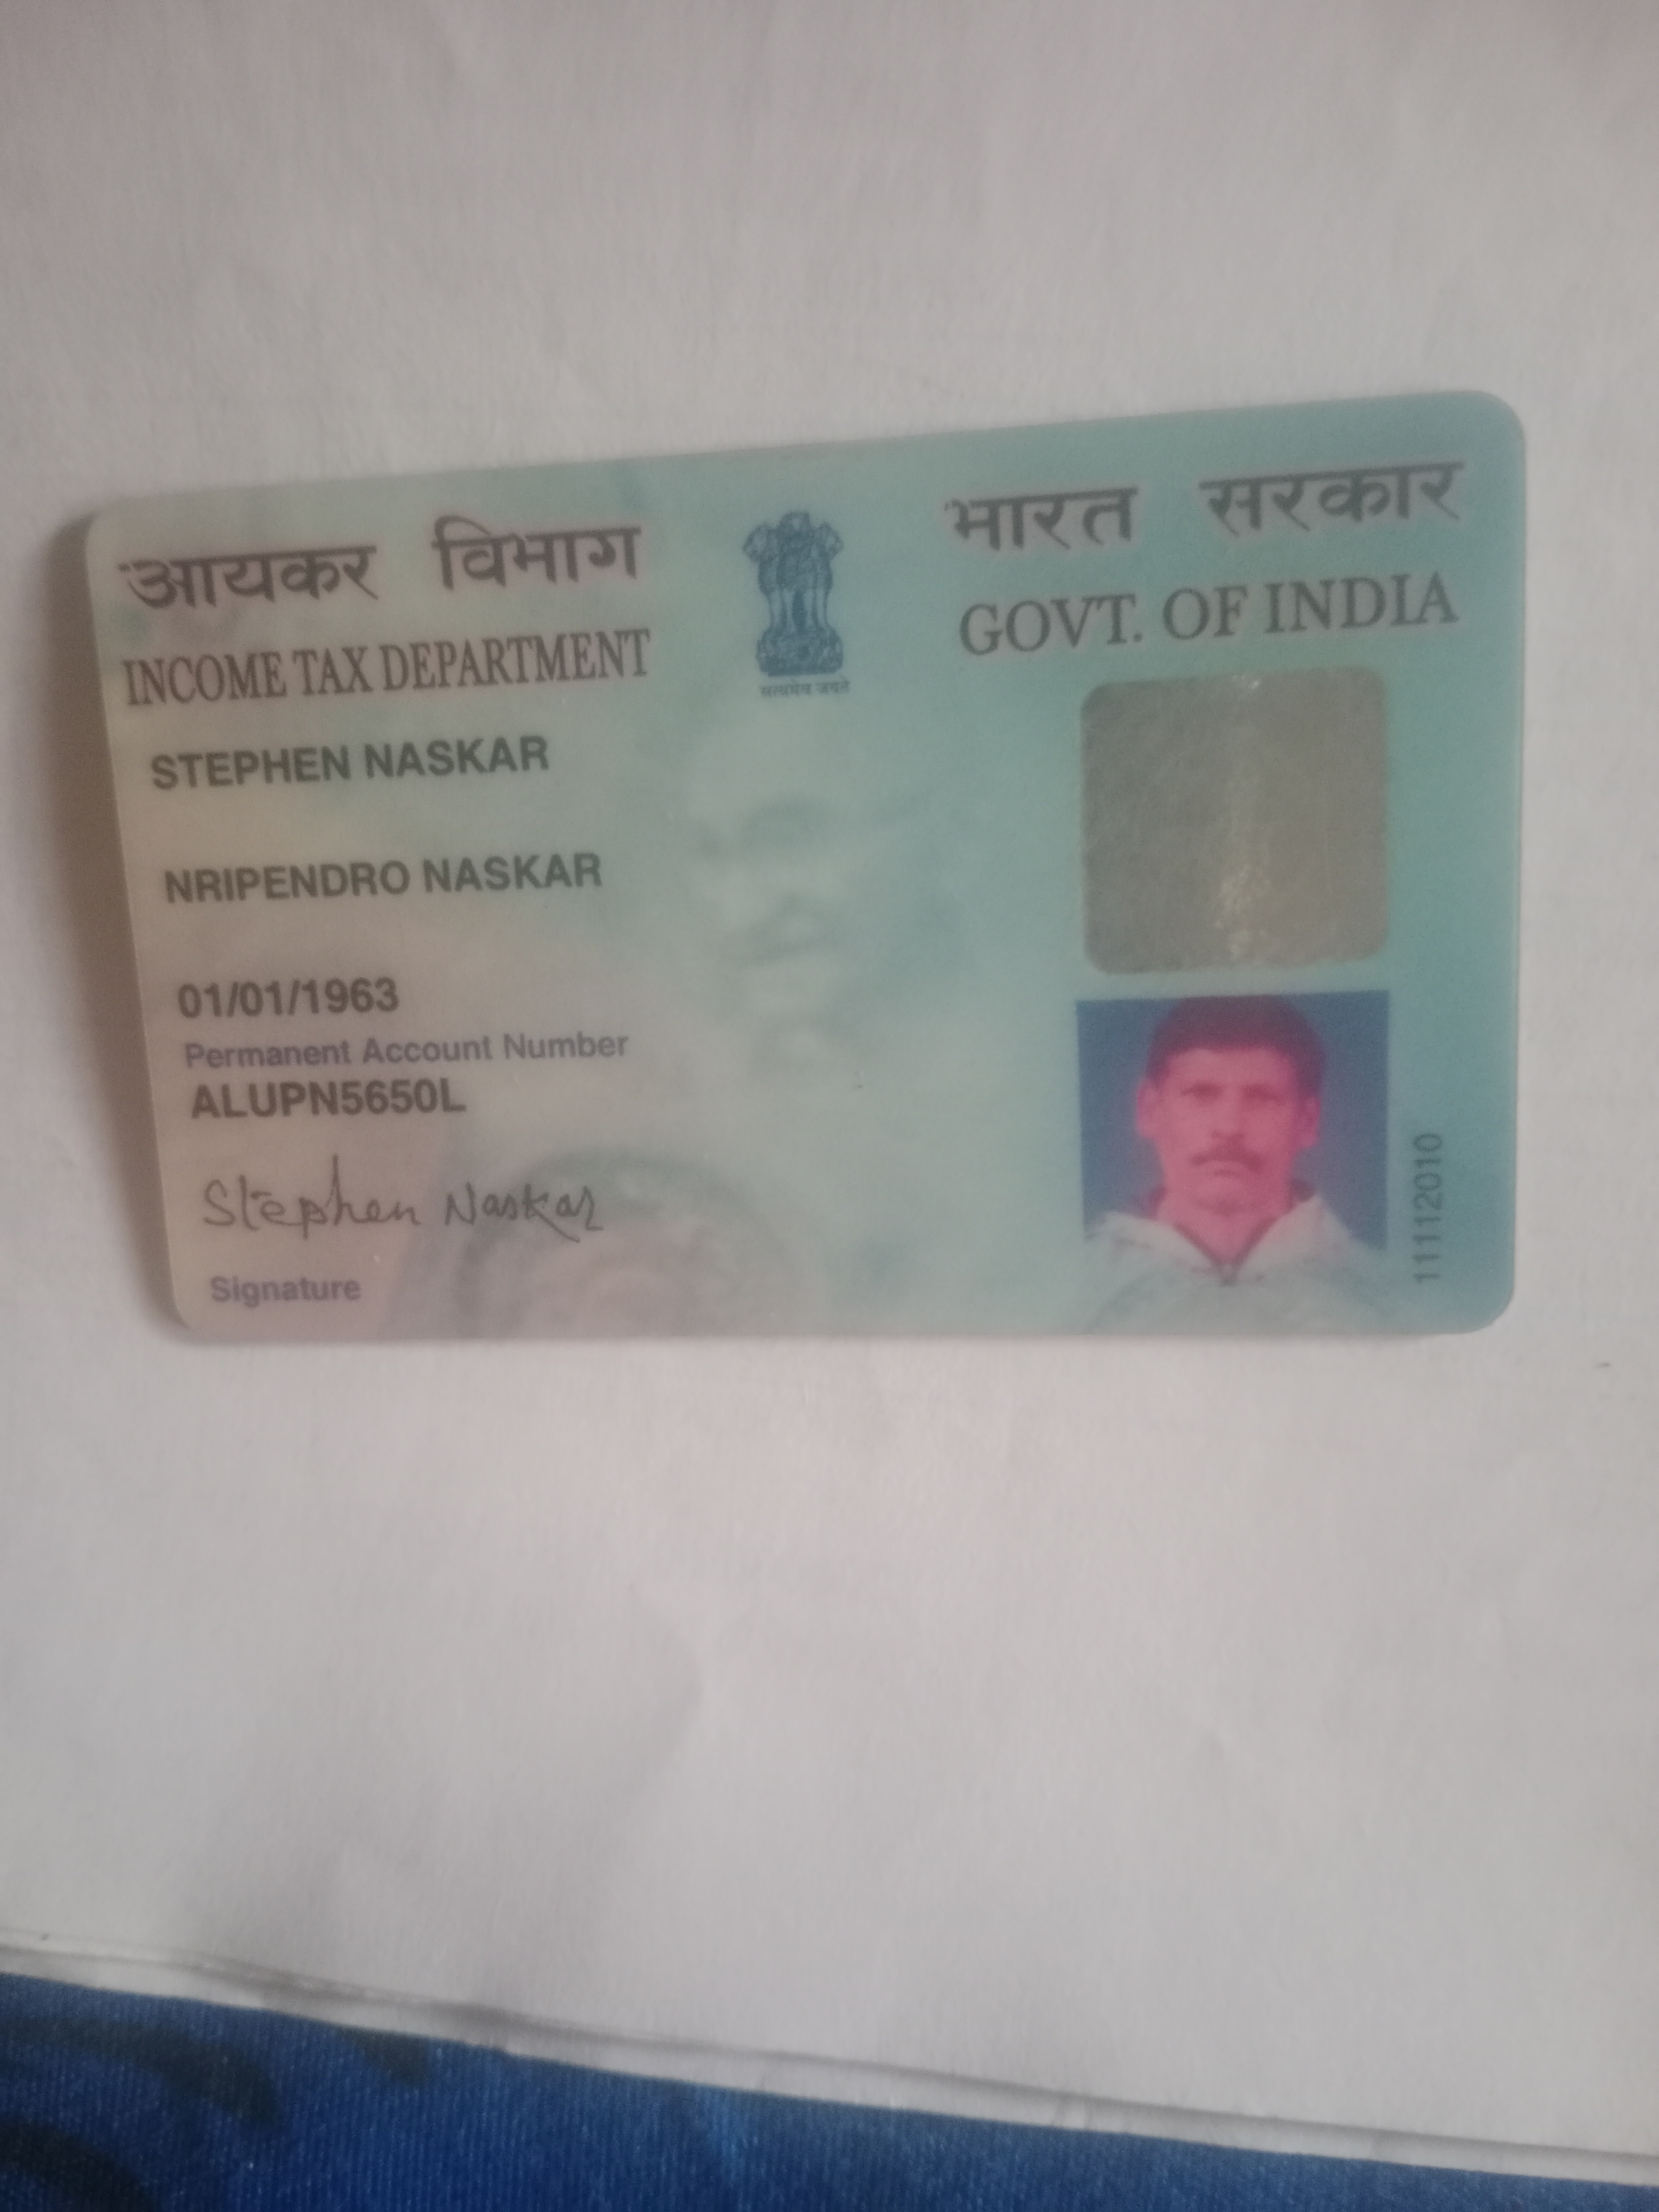 आयकर विभाग
INCOME TAX DEPARTMENT
भारत सरकार
GOVT. OF INDIA
सत्यमेव जयते
STEPHEN NASKAR
NRIPENDRO NASKAR
01/01/1963
Permanent Account Number
ALUPN5650L
Stephen Naskar
Signature
11112010